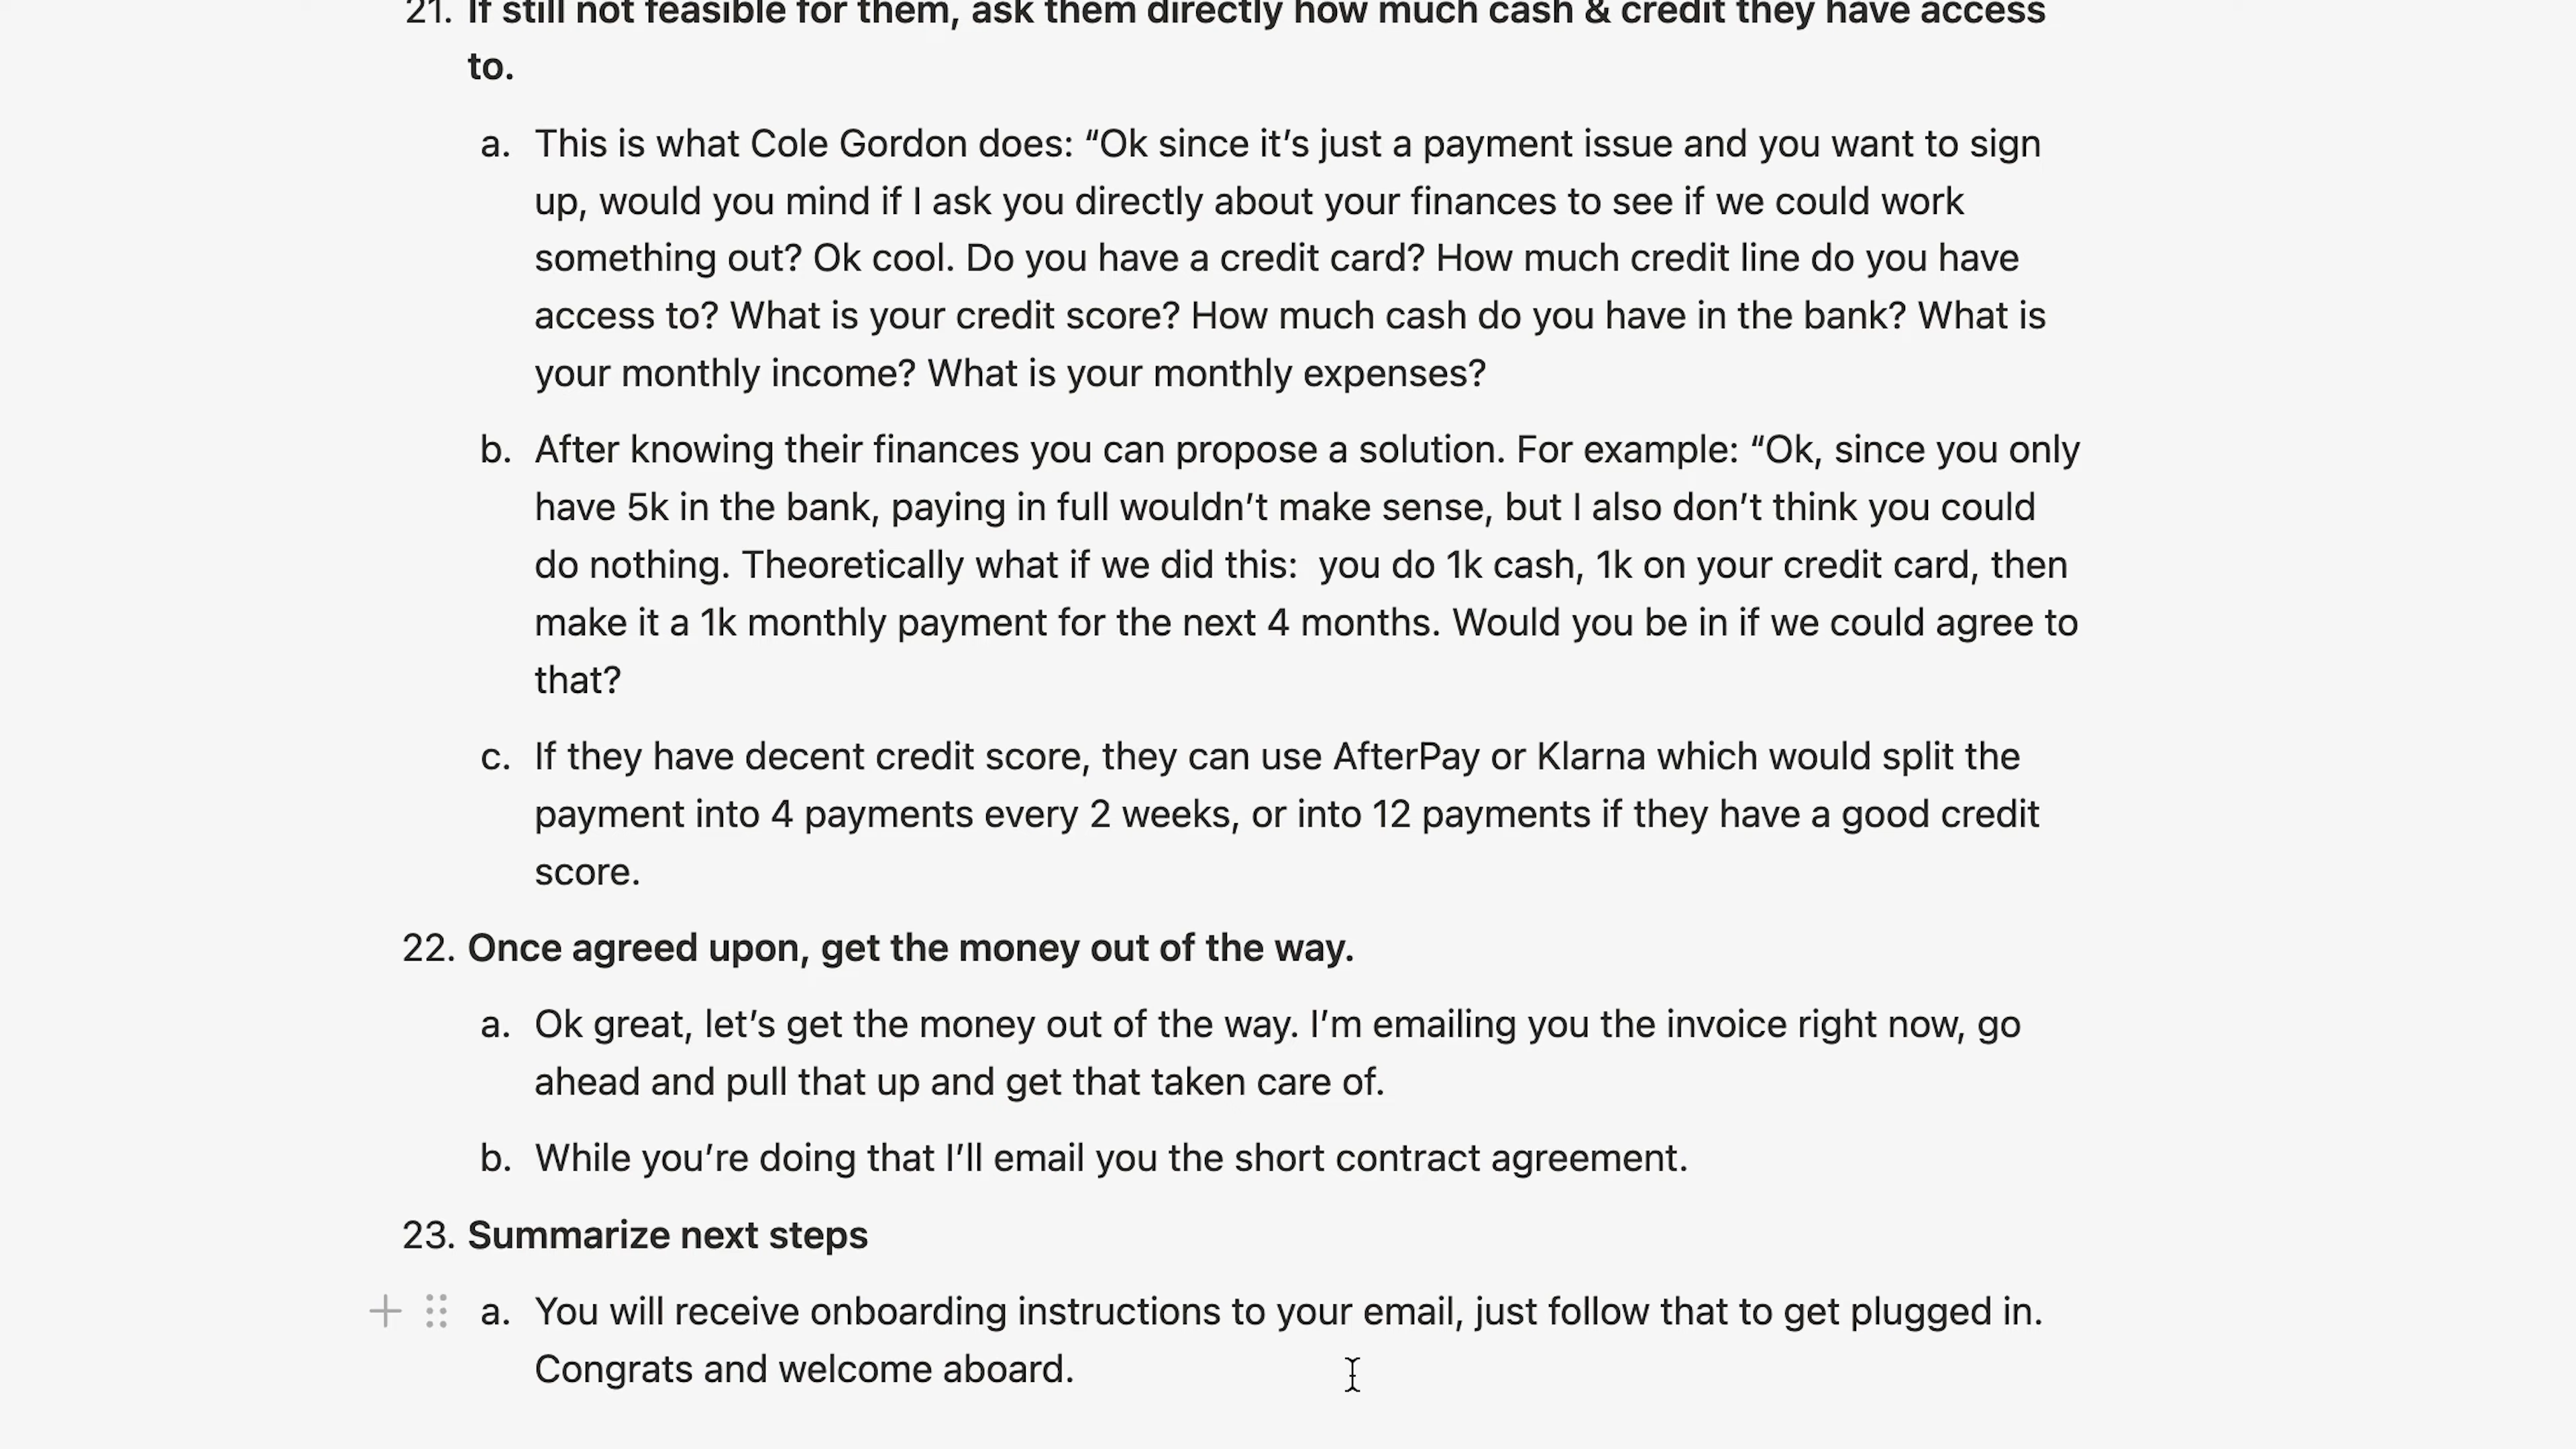 21. If still not feasible for them, ask them directly how much cash & credit they have access
to.
a. This is what Cole Gordon does: “Ok since it’s just a payment issue and you want to sign
up, would you mind if I ask you directly about your finances to see if we could work
something out? Ok cool. Do you have a credit card? How much credit line do you have
access to? What is your credit score? How much cash do you have in the bank? What is
your monthly income? What is your monthly expenses?
b. After knowing their finances you can propose a solution. For example: “Ok, since you only
have 5k in the bank, paying in full wouldn’t make sense, but I also don’t think you could
do nothing. Theoretically what if we did this:  you do 1k cash, 1k on your credit card, then
make it a 1k monthly payment for the next 4 months. Would you be in if we could agree to
that?
c. If they have decent credit score, they can use AfterPay or Klarna which would split the
payment into 4 payments every 2 weeks, or into 12 payments if they have a good credit
score.
22. Once agreed upon, get the money out of the way.
a. Ok great, let’s get the money out of the way. I’m emailing you the invoice right now, go
ahead and pull that up and get that taken care of.
b. While you’re doing that I’ll email you the short contract agreement.
23. Summarize next steps
a. You will receive onboarding instructions to your email, just follow that to get plugged in.
Congrats and welcome aboard.